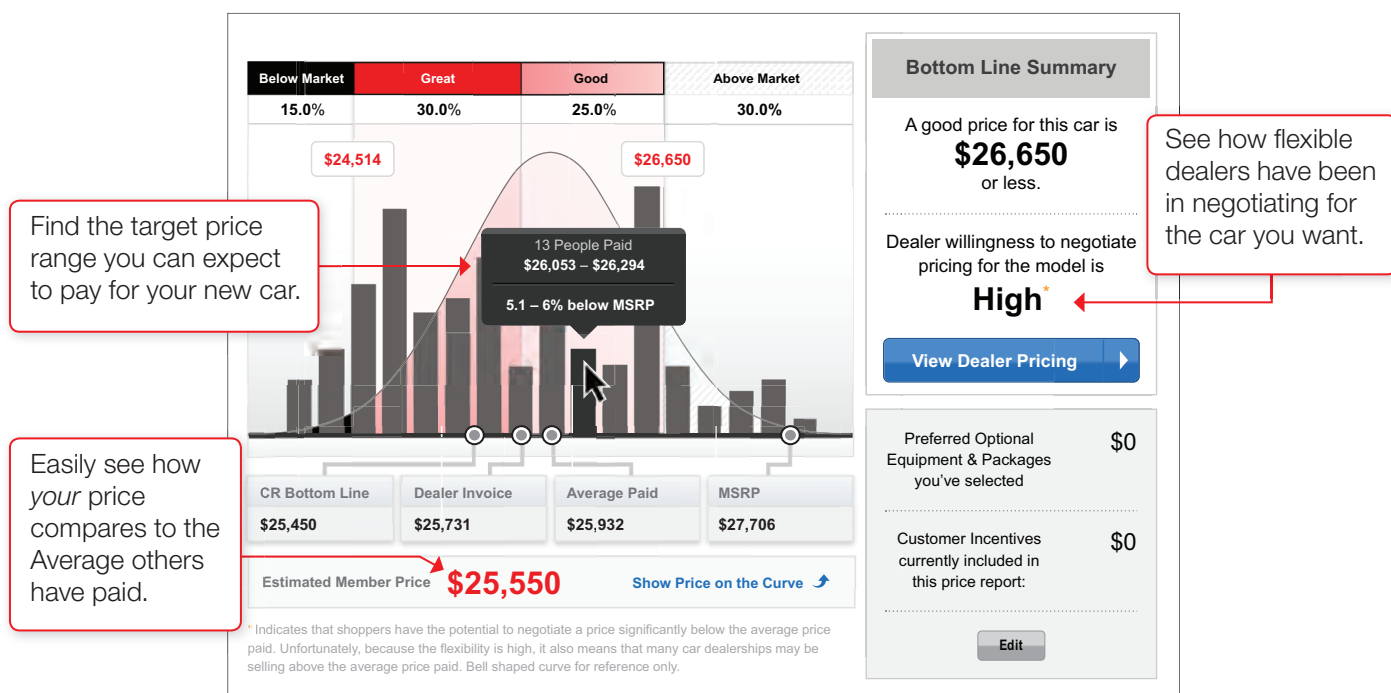 Below Market Great Good Above Market
15.0% 30.0% 25.0% 30.0%
$24,514
$26,650
13 People Paid
$26,053 – $26,294
5.1 – 6% below MSRP
CR Bottom Line
$25,450
Dealer Invoice
$25,731
Average Paid
$25,932
MSRP
$27,706
Estimated Member Price $25,550 Show Price on the Curve
* Indicates that shoppers have the potential to negotiate a price significantly below the average price
paid. Unfortunately, because the flexibility is high, it also means that many car dealerships may be
selling above the average price paid. Bell shaped curve for reference only.
Find the target price
range you can expect
to pay for your new car.
Easily see how
your price
compares to the
Average others
have paid.
Bottom Line Summary
A good price for this car is
$26,650
or less.
Dealer willingness to negotiate
pricing for the model is
High*
View Dealer Pricing
See how flexible
dealers have been
in negotiating for
the car you want.
Preferred Optional
Equipment & Packages
you've selected
$0
Customer Incentives
currently included in
this price report:
$0
Edit